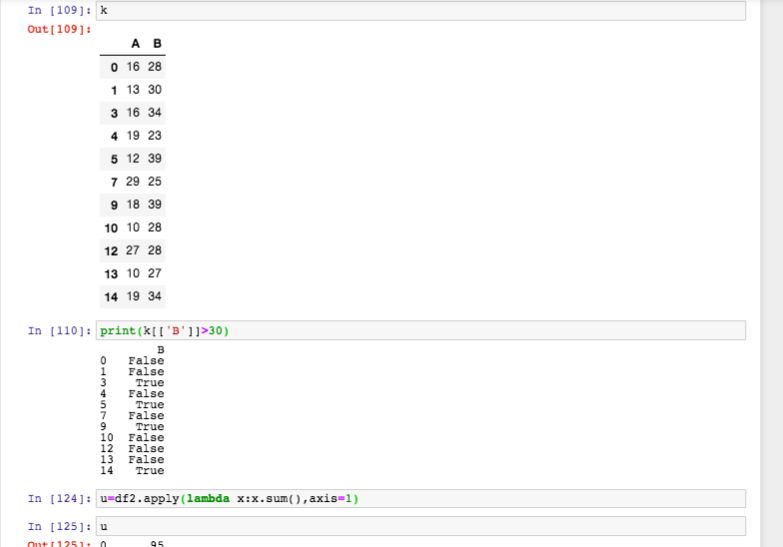 In [109]: k
Out[109]:
A B
0 16 28
1 13 30
3 16 34
4 19 23
5 12 39
7 29 25
9 18 39
10 10 28
12 27 28
13 10 27
14 19 34
In [110]: print(k[['B']]>30)
B
0 False
1 False
3 True
4 False
5 True
7 False
9 True
10 False
12 False
13 False
14 True
In [124]: u=df2.apply(lambda x:x.sum(),axis=1)
In [125]: u
Out[125]: 0 95